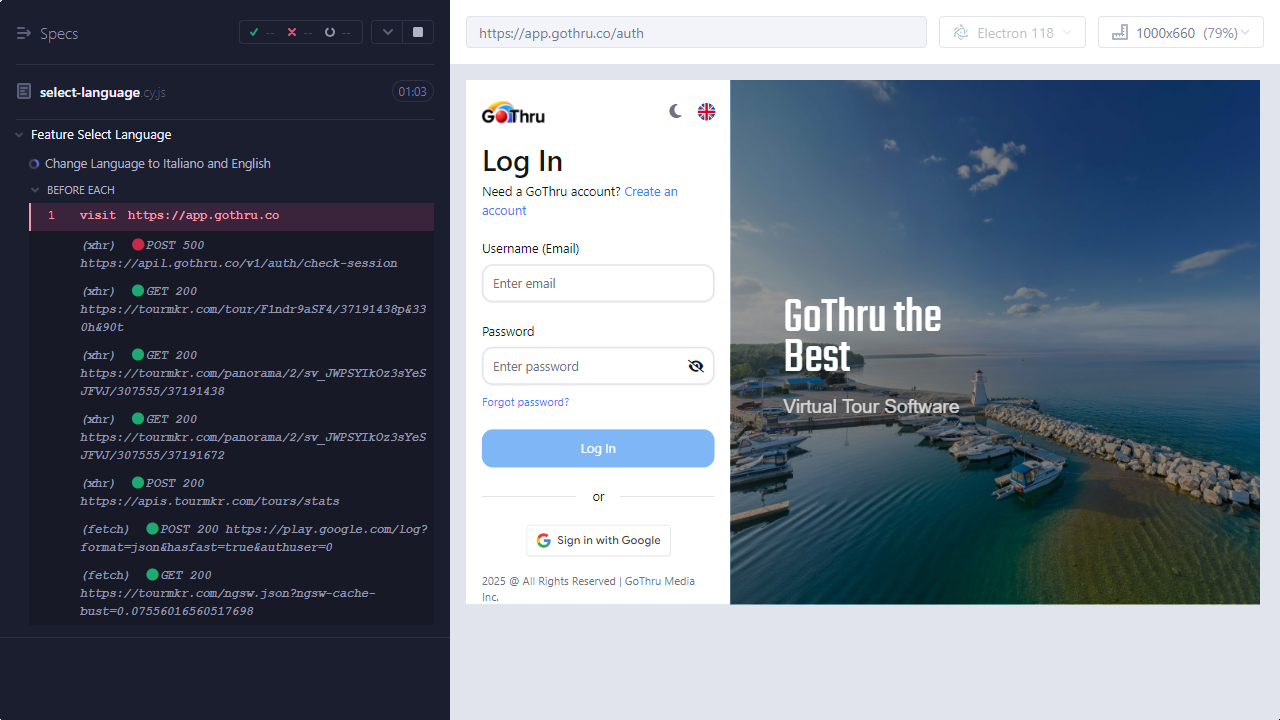 Specs
--
--
--
https://app.gothru.co/auth
Electron 118
1000x660 (79%)
select-language.cy.js
01:03
Feature Select Language
Change Language to Italiano and English
BEFORE EACH
1 visit https://app.gothru.co
(xhr) POST 500
https://apil.gothru.co/v1/auth/check-session
(xhr) GET 200
https://tourmkr.com/tour/F1ndr9aSF4/37191438p&33
0h&90t
(xhr) GET 200
https://tourmkr.com/panorama/2/sv_JWPSYIkOz3sYeS
JFVJ/307555/37191438
(xhr) GET 200
https://tourmkr.com/panorama/2/sv_JWPSYIkOz3sYeS
JFVJ/307555/37191672
(xhr) POST 200
https://apis.tourmkr.com/tours/stats
(fetch) POST 200 https://play.google.com/log?
format=json&hasfast=true&authuser=0
(fetch) GET 200
https://tourmkr.com/ngsw.json?ngsw-cache-
bust=0.07556016560517698
GoThru
Log In
Need a GoThru account? Create an
account
Username (Email)
Enter email
Password
Enter password
Forgot password?
Log In
or
Sign in with Google
2025 @ All Rights Reserved | GoThru Media
Inc.
GoThru the
Best
Virtual Tour Software